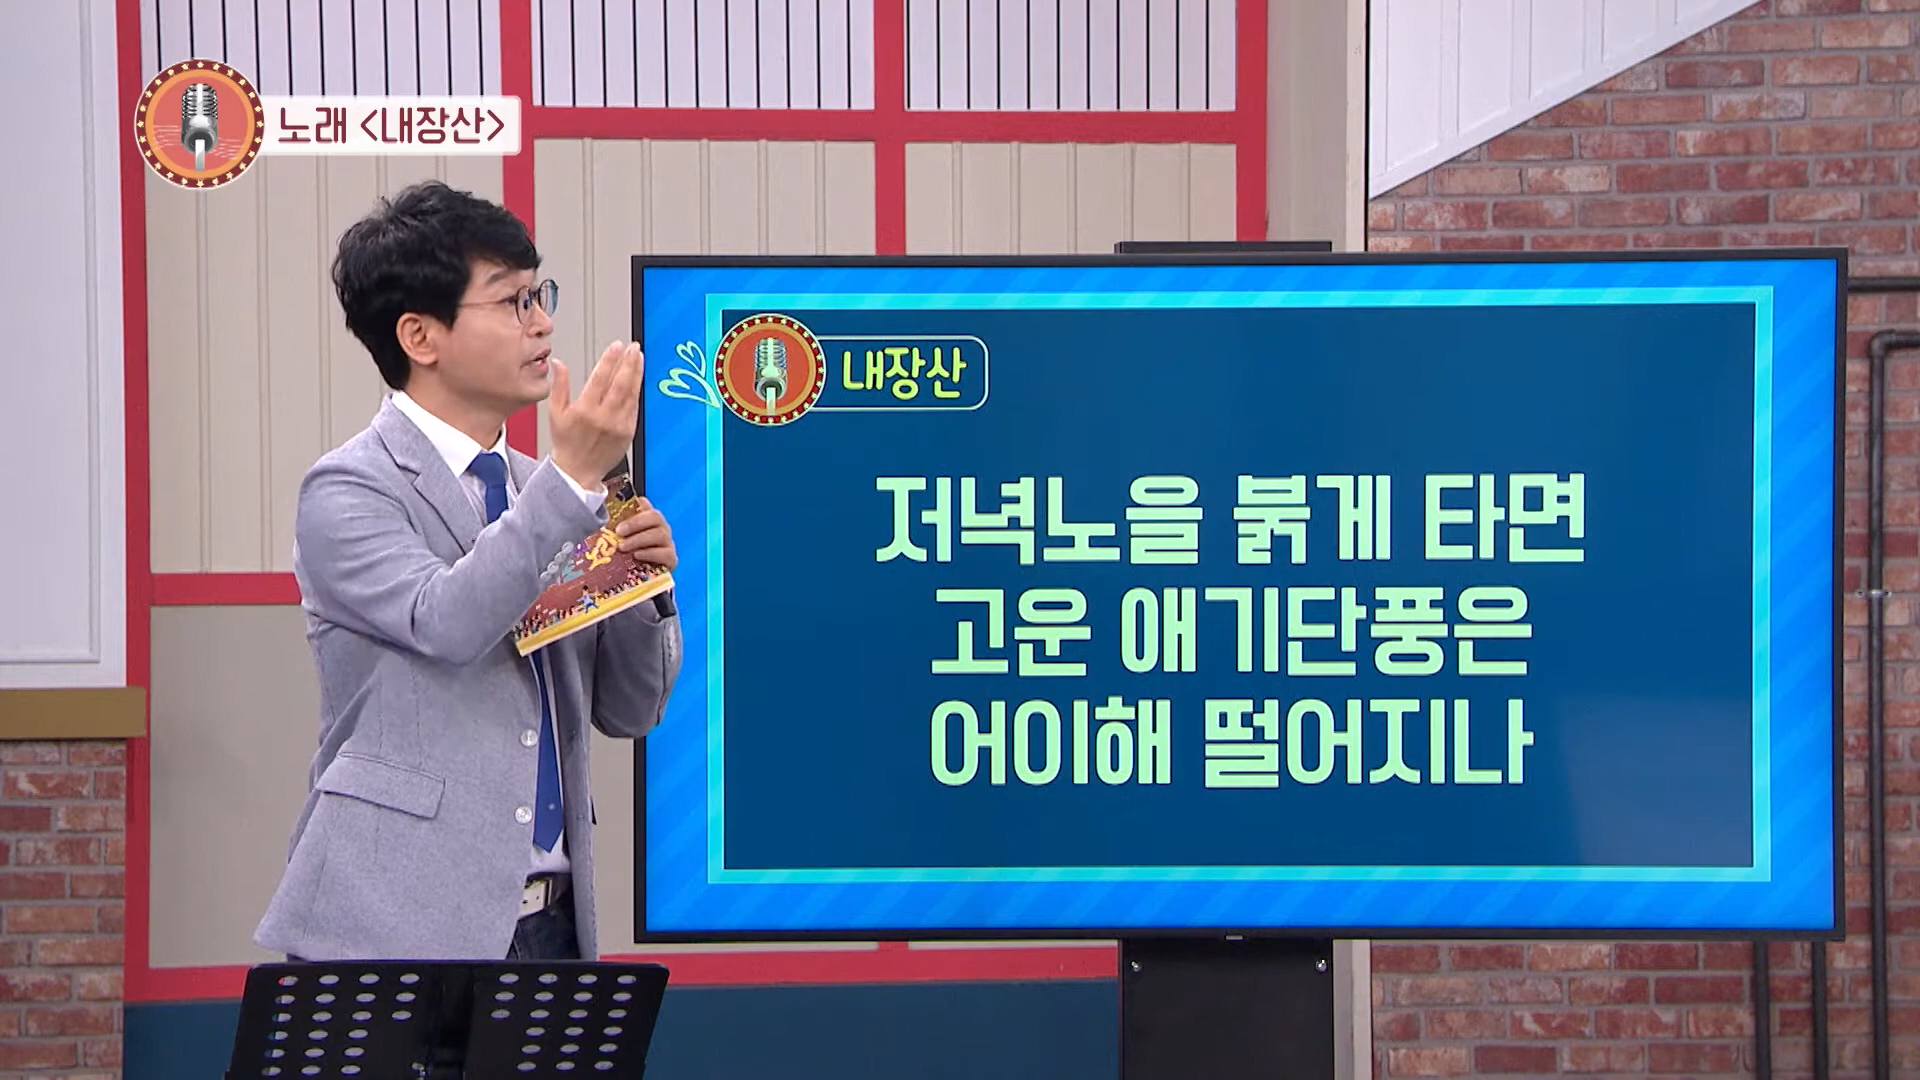 노래 <내장산>
내장산
저녁노을 붉게 타면
고운 애기단풍은
어이해 떨어지나